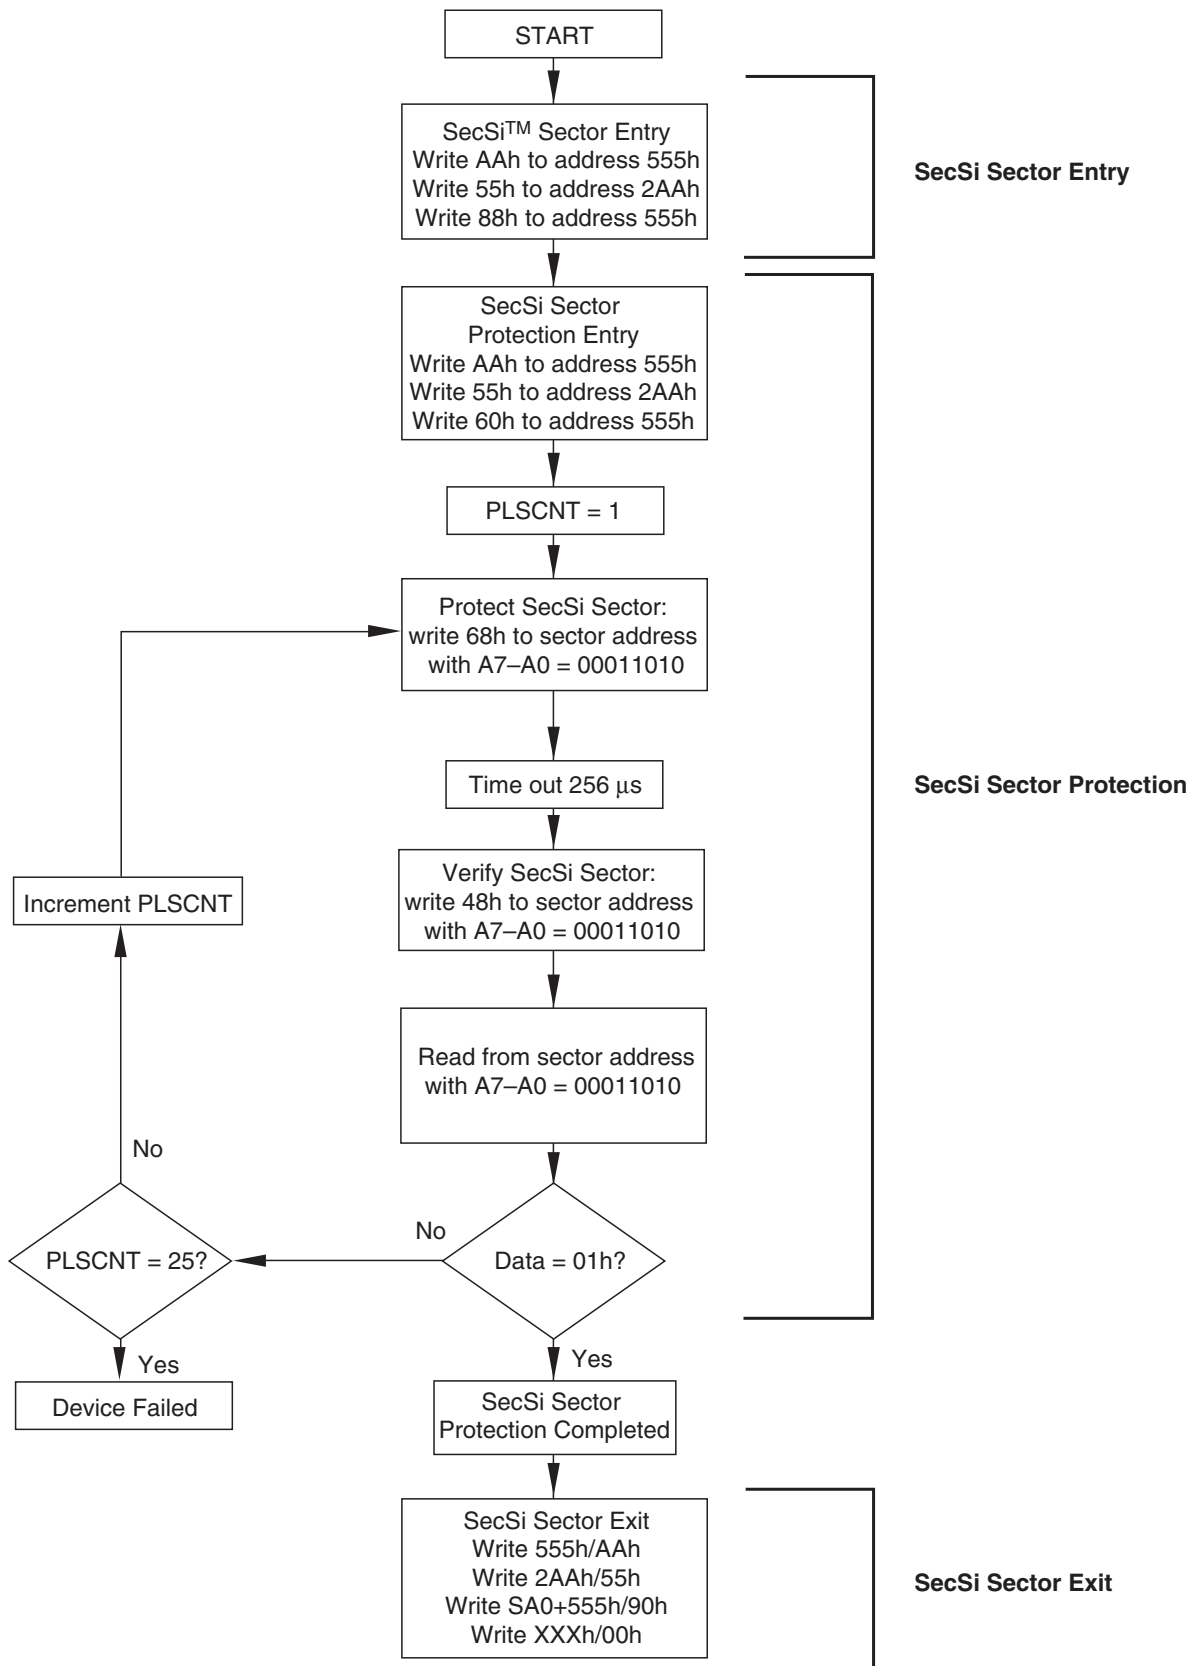 START
SecSi™ Sector Entry
Write AAh to address 555h
Write 55h to address 2AAh
Write 88h to address 555h
SecSi Sector Entry
SecSi Sector
Protection Entry
Write AAh to address 555h
Write 55h to address 2AAh
Write 60h to address 555h
PLSCNT = 1
Protect SecSi Sector:
write 68h to sector address
with A7–A0 = 00011010
Time out 256 μs
SecSi Sector Protection
Verify SecSi Sector:
write 48h to sector address
with A7–A0 = 00011010
Increment PLSCNT
Read from sector address
with A7–A0 = 00011010
No
No
PLSCNT = 25?
Data = 01h?
Yes
Yes
Device Failed
SecSi Sector
Protection Completed
SecSi Sector Exit
Write 555h/AAh
Write 2AAh/55h
Write SA0+555h/90h
Write XXXh/00h
SecSi Sector Exit